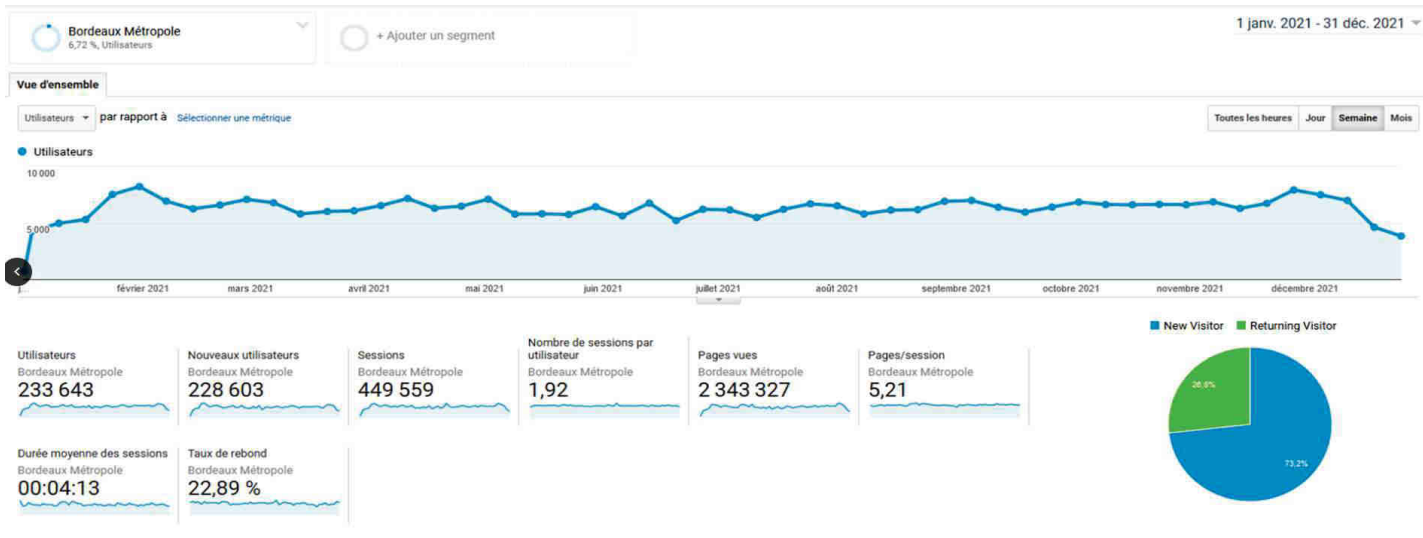 Bordeaux Métropole
6,72 %, Utilisateurs
+ Ajouter un segment
1 janv. 2021 - 31 déc. 2021
Vue d'ensemble
Utilisateurs par rapport à Sélectionner une métrique
Toutes les heures Jour Semaine Mois
Utilisateurs
10 000
5 000
j...
février 2021 mars 2021 avril 2021 mai 2021 juin 2021 juillet 2021 août 2021 septembre 2021 octobre 2021 novembre 2021 décembre 2021
New Visitor Returning Visitor
Utilisateurs
Bordeaux Métropole
233 643
Nouveaux utilisateurs
Bordeaux Métropole
228 603
Sessions
Bordeaux Métropole
449 559
Nombre de sessions par
utilisateur
Bordeaux Métropole
1,92
Pages vues
Bordeaux Métropole
2 343 327
Pages/session
Bordeaux Métropole
5,21
26,8%
73,2%
Durée moyenne des sessions
Bordeaux Métropole
00:04:13
Taux de rebond
Bordeaux Métropole
22,89 %